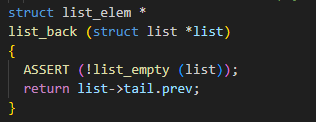 struct list_elem *
list_back (struct list *list)
{
  ASSERT (!list_empty (list));
  return list->tail.prev;
}